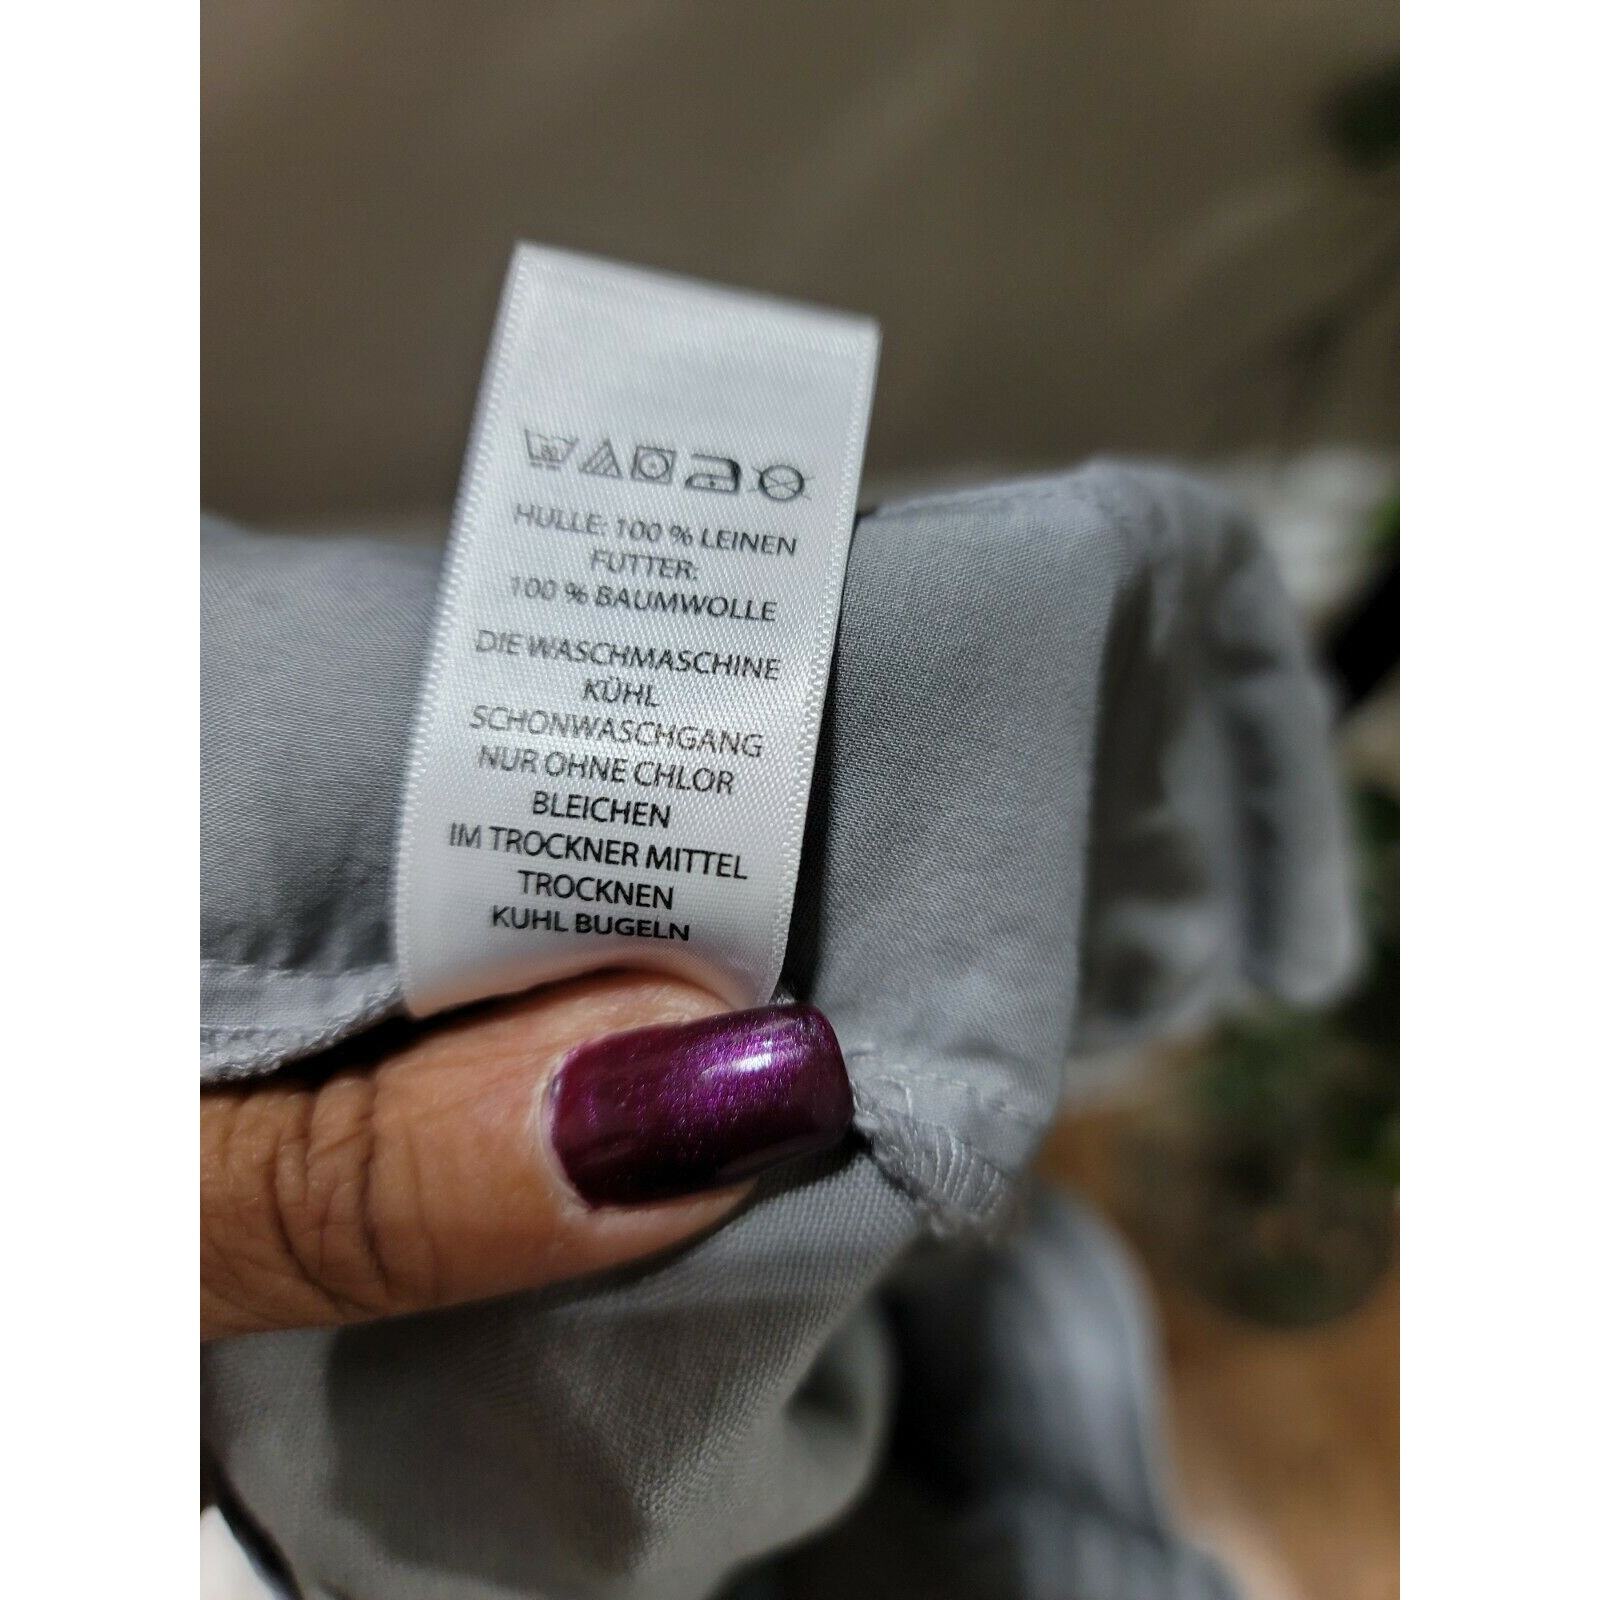 30
HULLE: 100 % LEINEN
FUTTER:
100 % BAUMWOLLE
DIE WASCHMASCHINE
KÜHL
SCHONWASCHGANG
NUR OHNE CHLOR
BLEICHEN
IM TROCKNER MITTEL
TROCKNEN
KUHL BUGELN